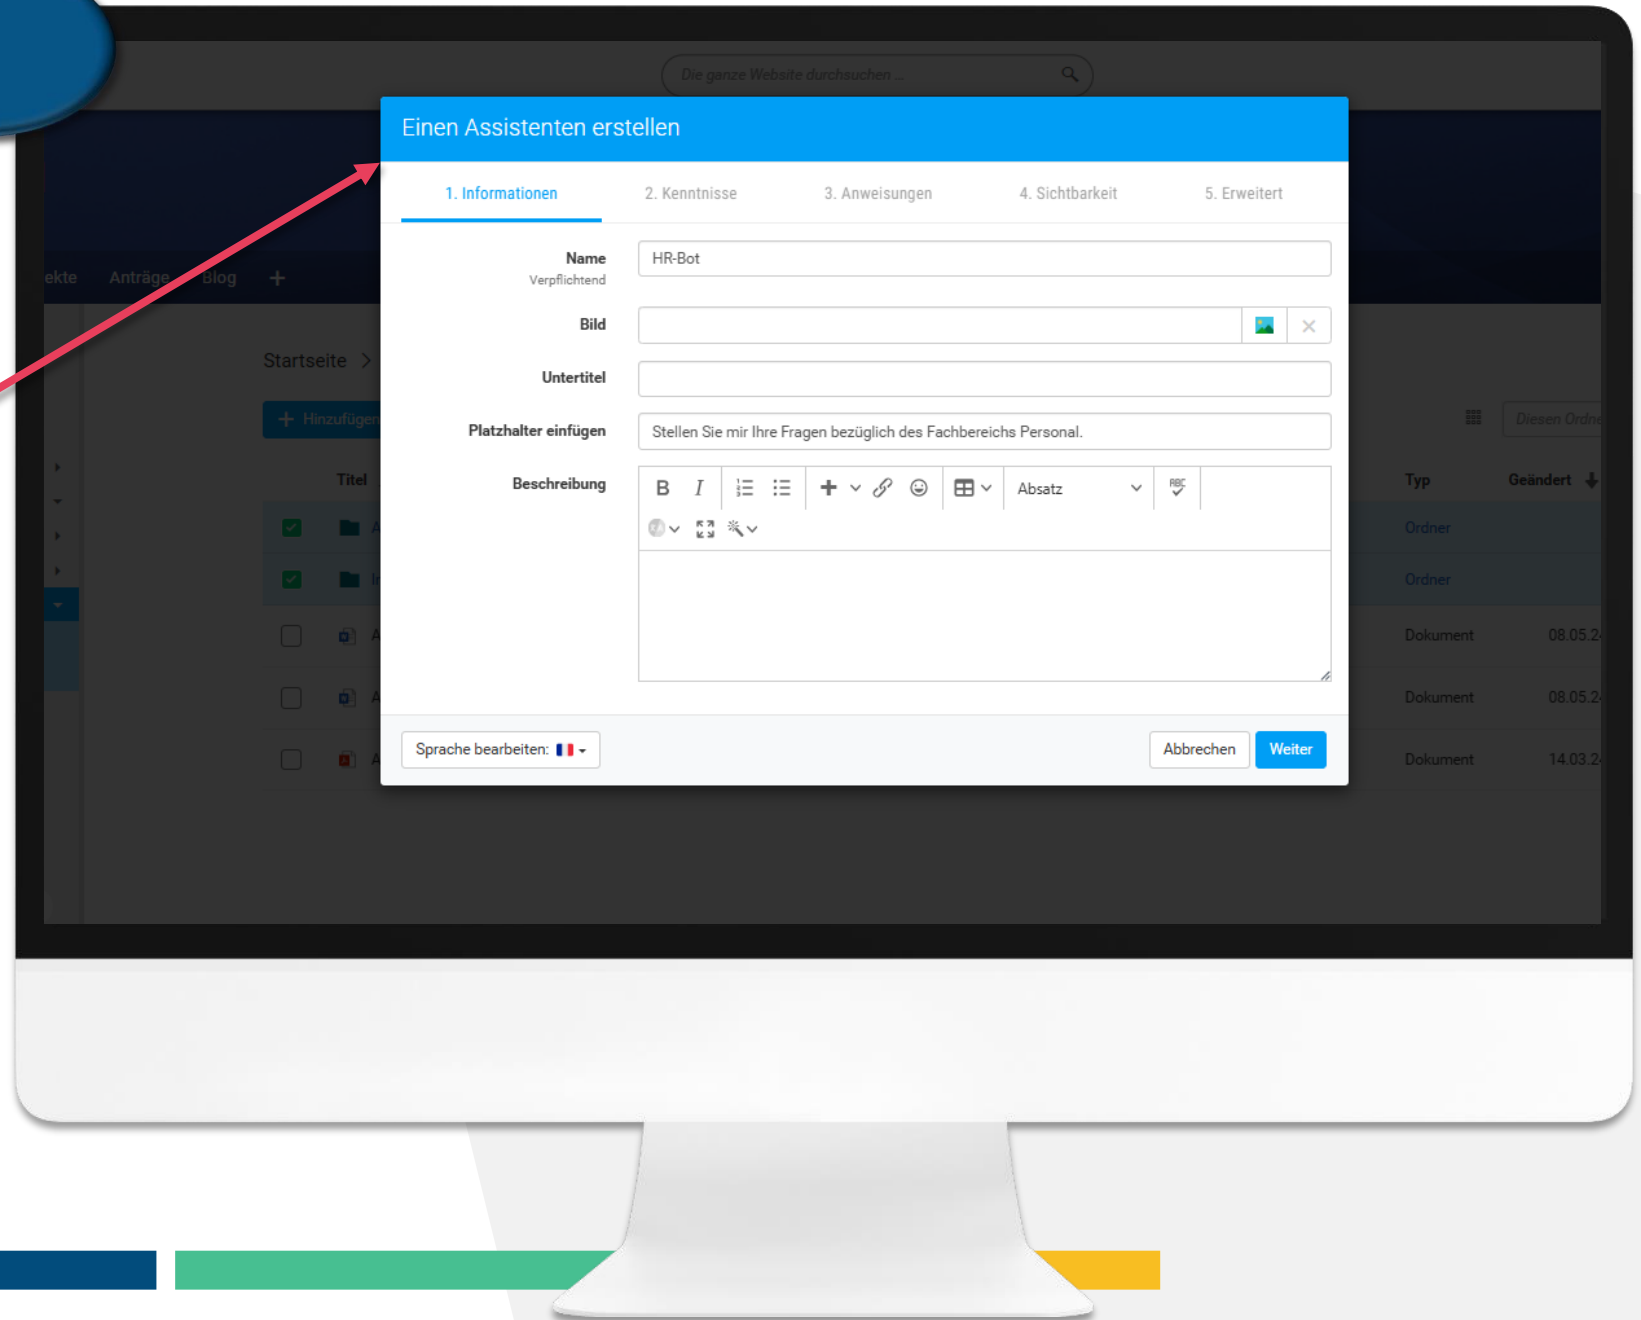 Die ganze Website durchsuchen ...
Einen Assistenten erstellen
1. Informationen 2. Kenntnisse 3. Anweisungen 4. Sichtbarkeit 5. Erweitert
Name HR-Bot
Verpflichtend
Anträge Blog +
Bild
Startseite >
Untertitel
+ Hinzufügen
Platzhalter einfügen Stellen Sie mir Ihre Fragen bezüglich des Fachbereichs Personal.
Diesen
Titel Beschreibung B I Absatz ABC Typ Geändert
Ordner
Ordner
Dokument 08.05.2
Dokument 08.05.2
Sprache bearbeiten: Abbrechen Weiter
Dokument 14.03.2